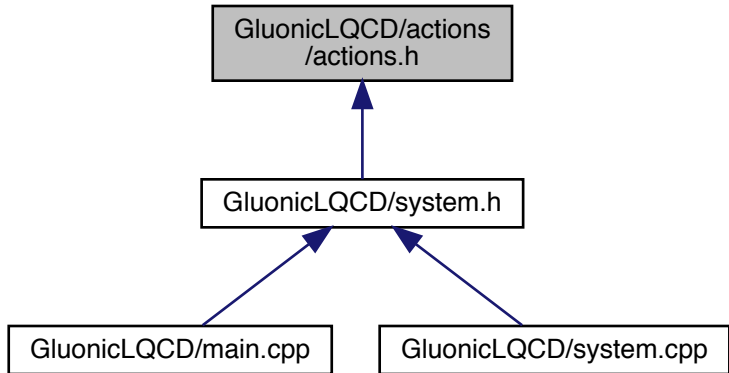 GluonicLQCD/actions
/actions.h
GluonicLQCD/system.h
GluonicLQCD/main.cpp
GluonicLQCD/system.cpp